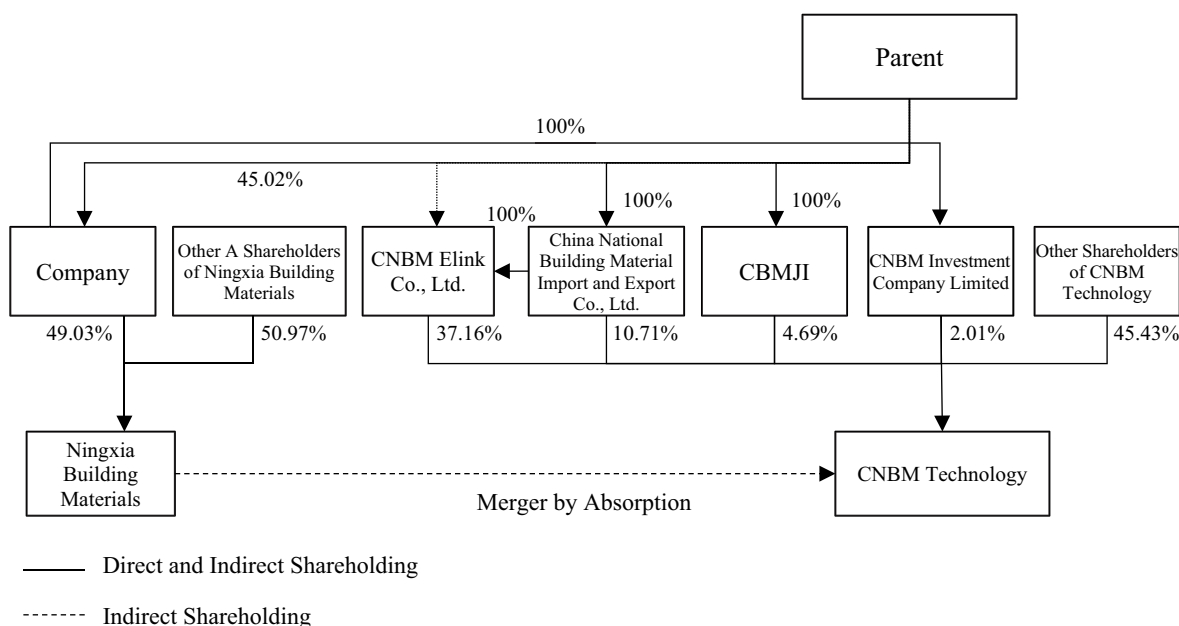 Parent
100%
45.02%
100%
100%
100%
Company
Other A Shareholders
of Ningxia Building
Materials
CNBM Elink
Co., Ltd.
China National
Building Material
Import and Export
Co., Ltd.
CBMJI
CNBM Investment
Company Limited
Other Shareholders
of CNBM
Technology
49.03%
50.97%
37.16%
10.71%
4.69%
2.01%
45.43%
Ningxia
Building
Materials
CNBM Technology
Merger by Absorption
Direct and Indirect Shareholding
Indirect Shareholding